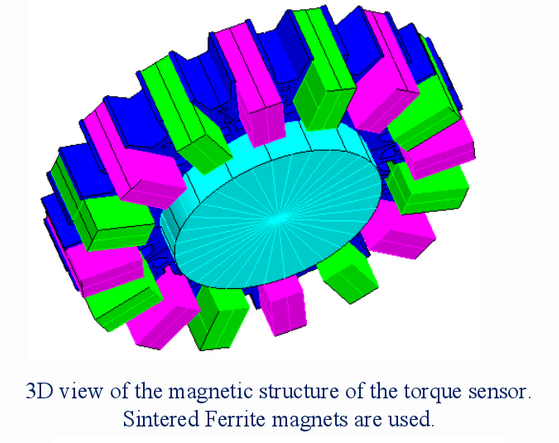 3D view of the magnetic structure of the torque sensor.
Sintered Ferrite magnets are used.